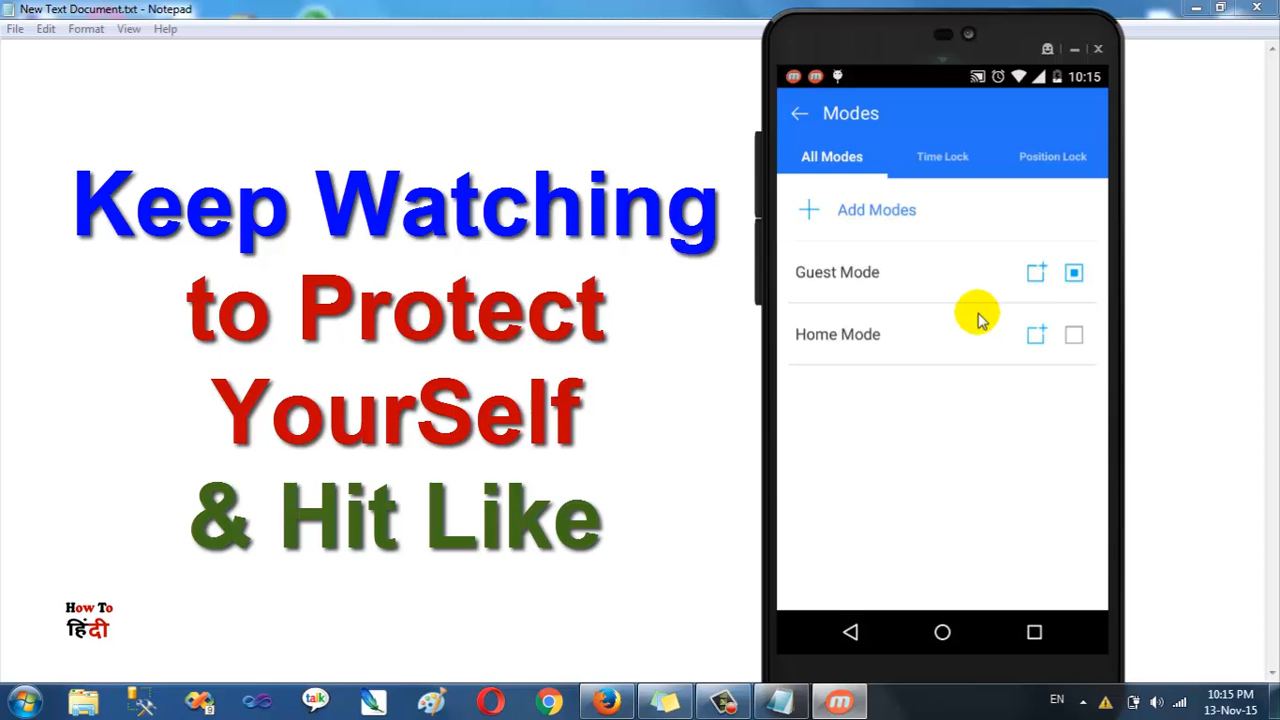 New Text Document.txt - Notepad
File Edit Format View Help
Keep Watching
to Protect
YourSelf
& Hit Like
How To
हिंदी
10:15
Modes
All Modes Time Lock Position Lock
Add Modes
Guest Mode
Home Mode
talk
9
EN
10:15 PM
13-Nov-15